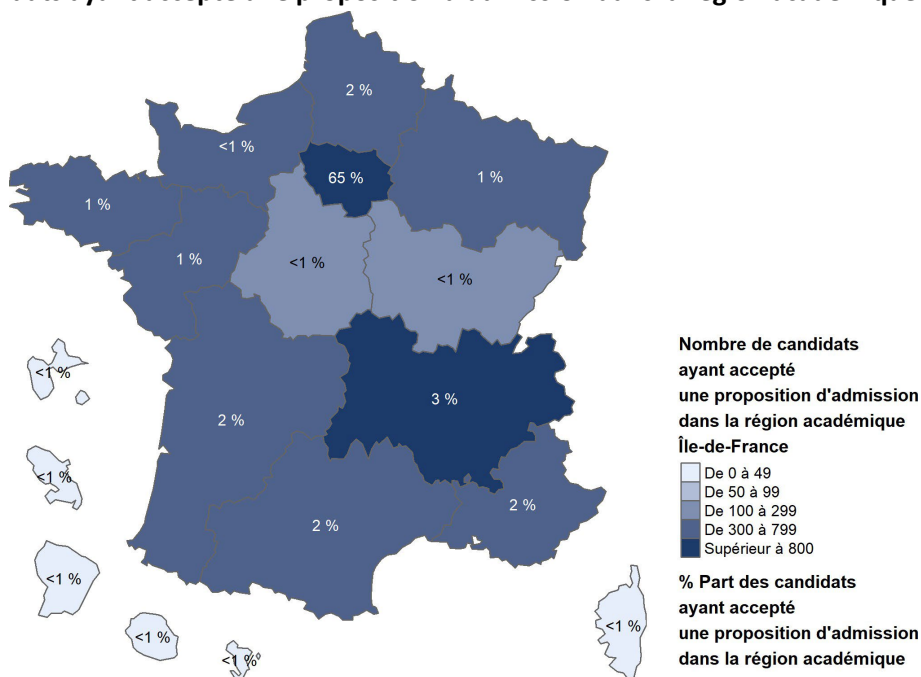 2 %
<1 %
65 %
1 %
1 %
1 %
<1 %
<1 %
<1 %
3 %
2 %
<1 %
2 %
2 %
<1 %
<1 %
<1 %
<1 %
Nombre de candidats
ayant accepté
une proposition d'admission
dans la région académique
Île-de-France
De 0 à 49
De 50 à 99
De 100 à 299
De 300 à 799
Supérieur à 800
% Part des candidats
ayant accepté
une proposition d'admission
dans la région académique